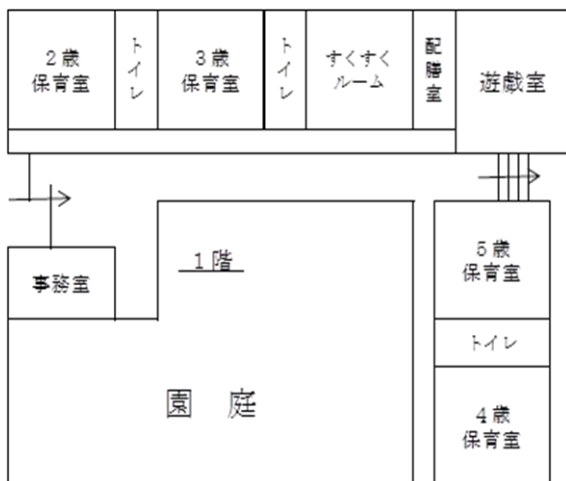 2歳
保育室
トイレ
3歳
保育室
トイレ
すくすく
ルーム
配膳室
遊戯室
事務室
1階
園庭
5歳
保育室
トイレ
4歳
保育室